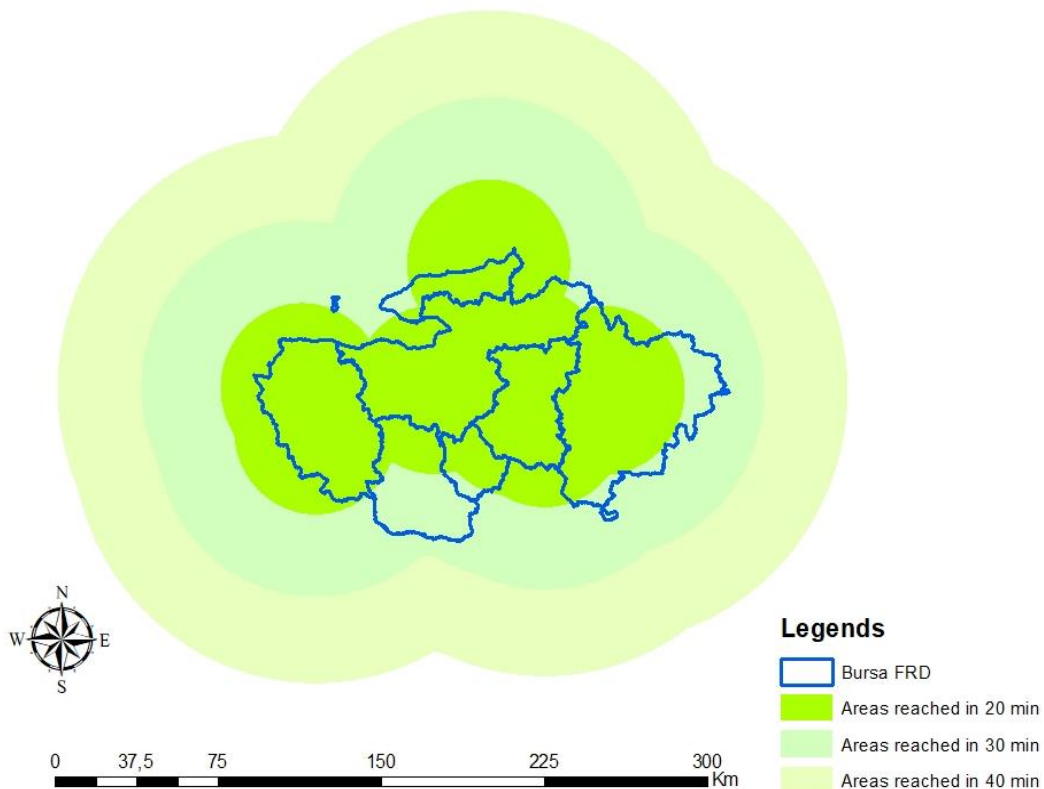 N
W E
S
Legends
Bursa FRD
Areas reached in 20 min
Areas reached in 30 min
Areas reached in 40 min
0 37,5 75 150 225 300
Km